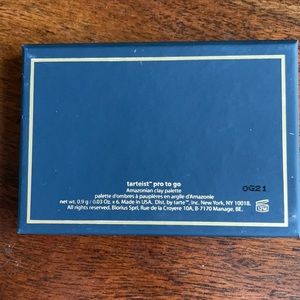 tarteist™ pro to go
Amazonian clay palette
palette d'ombres à paupières en argile d'Amazonie
net wt. 0.9 g / 0.03 Oz. x 6. Made in USA. Dist. by tarte™, inc. New York, NY 10018.
All rights reserved. Biorius Sprl, Rue de la Croyere 10A, B-7170 Manage, BE.
0G21
12 M